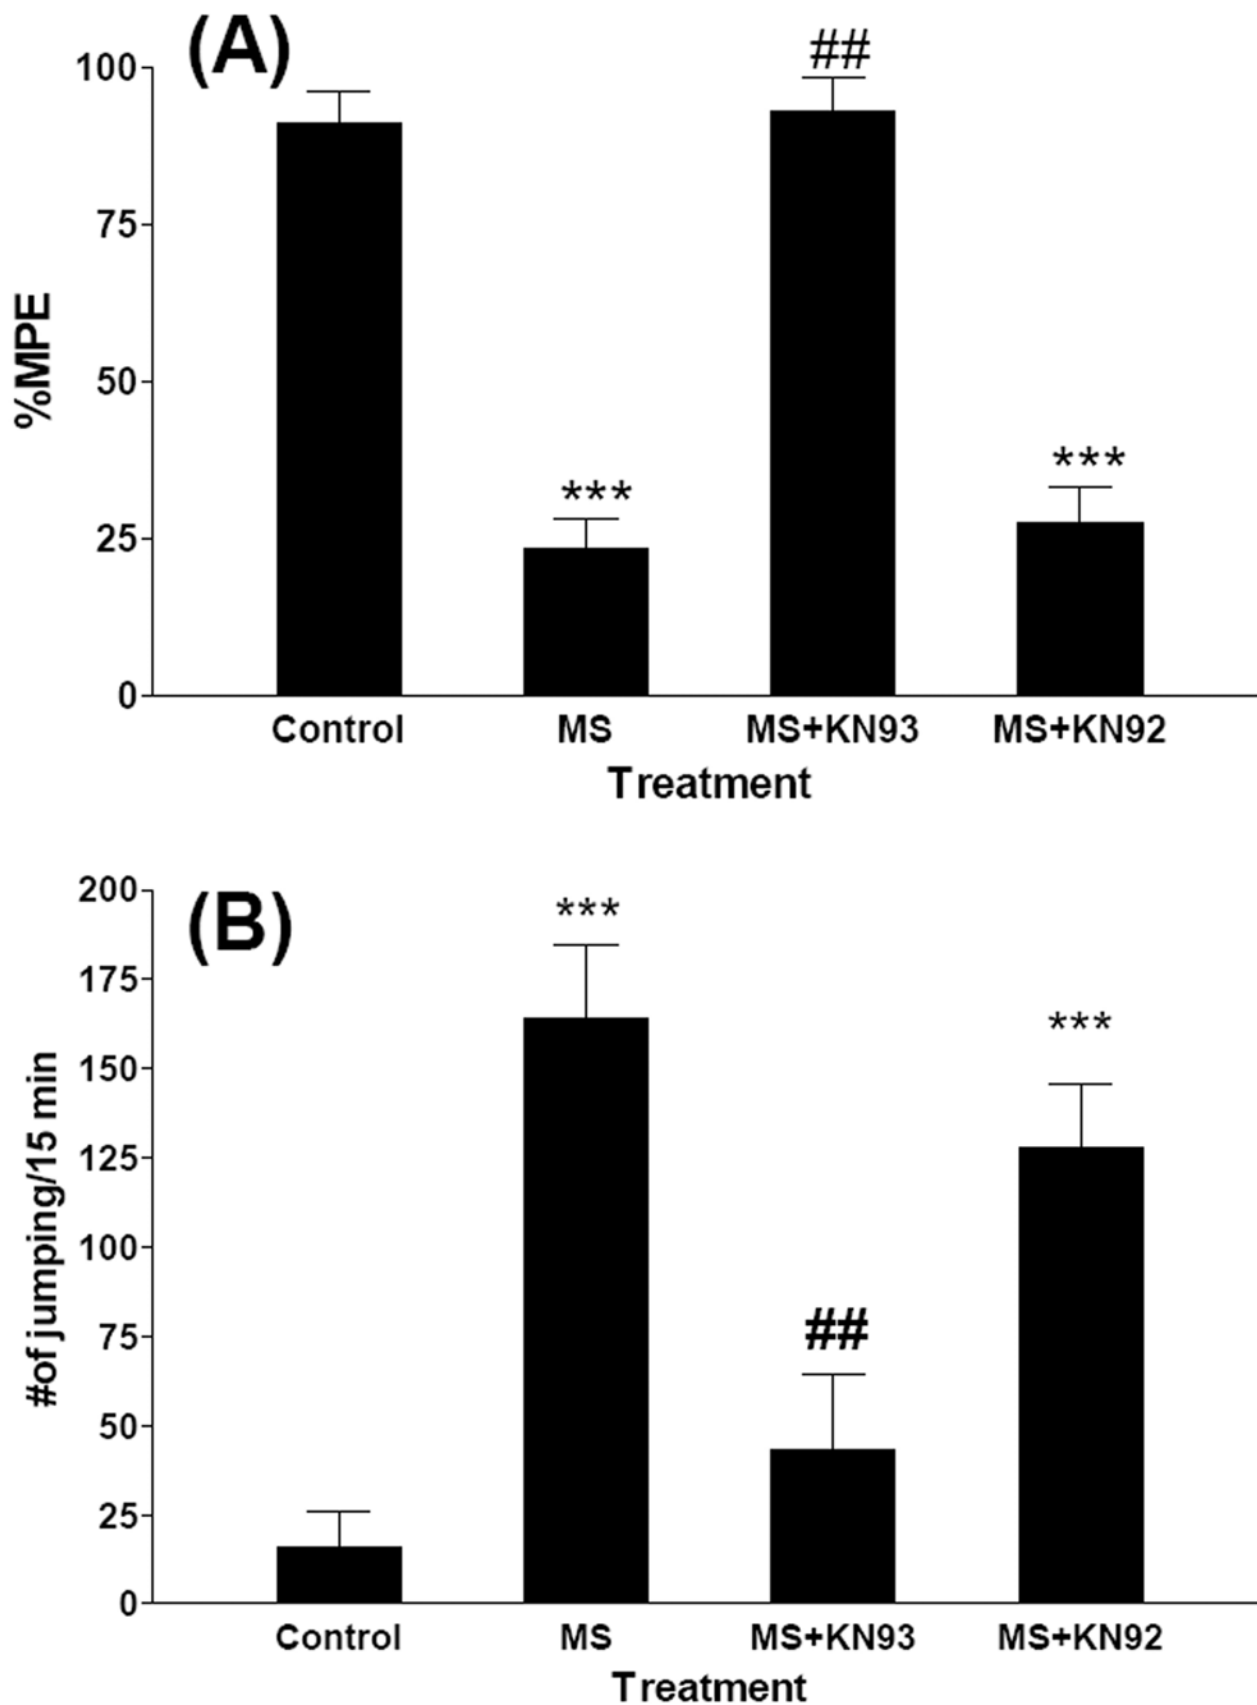 (A)
##
100
75
%MPE
50
***
***
25
0
Control MS MS+KN93 MS+KN92
Treatment
200
(B)
***
175
***
150
#of jumping/15 min
125
100
##
75
50
25
0
Control MS MS+KN93 MS+KN92
Treatment